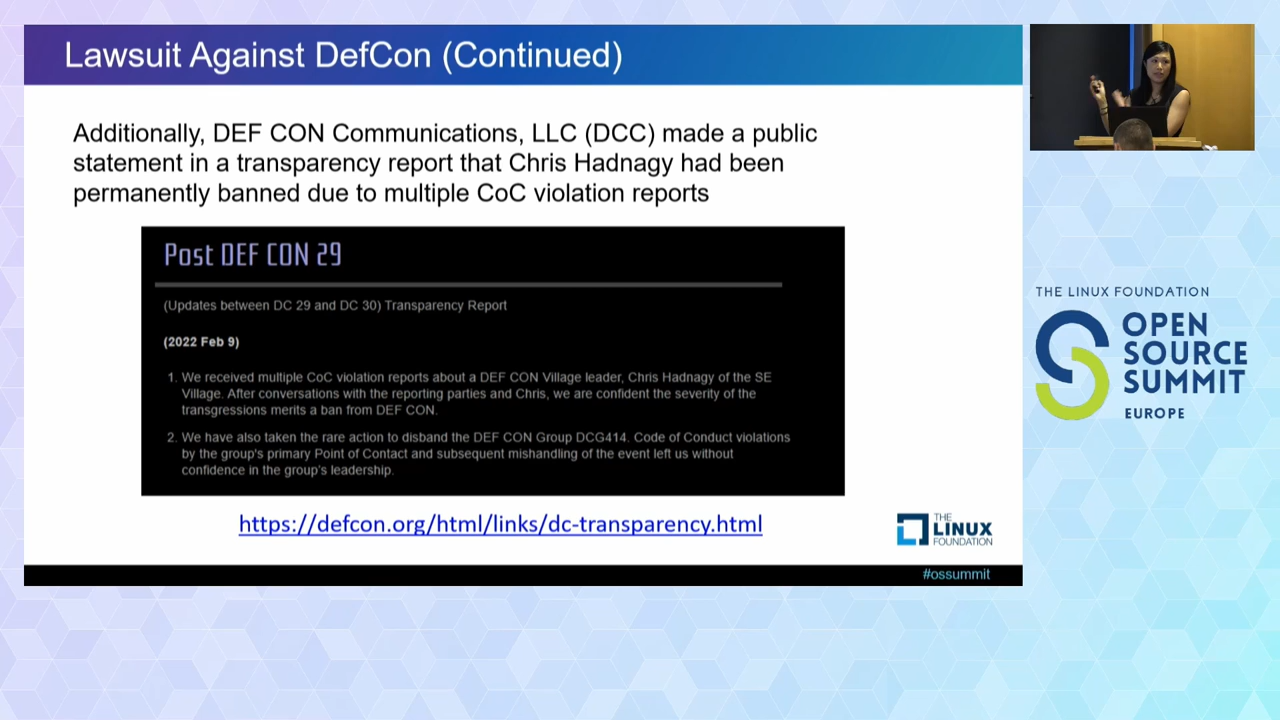 Lawsuit Against DefCon (Continued)
Additionally, DEF CON Communications, LLC (DCC) made a public
statement in a transparency report that Chris Hadnagy had been
permanently banned due to multiple CoC violation reports
Post DEF CON 29
(Updates between DC 29 and DC 30) Transparency Report
(2022 Feb 9)
1. We received multiple CoC violation reports about a DEF CON Village leader, Chris Hadnagy of the SE
Village. After conversations with the reporting parties and Chris, we are confident the severity of the
transgressions merits a ban from DEF CON.
2. We have also taken the rare action to disband the DEF CON Group DCG414. Code of Conduct violations
by the group's primary Point of Contact and subsequent mishandling of the event left us without
confidence in the group's leadership.
https://defcon.org/html/links/dc-transparency.html
THE
LINUX
FOUNDATION
#ossummit
THE LINUX FOUNDATION
OPEN
SOURCE
SUMMIT
EUROPE